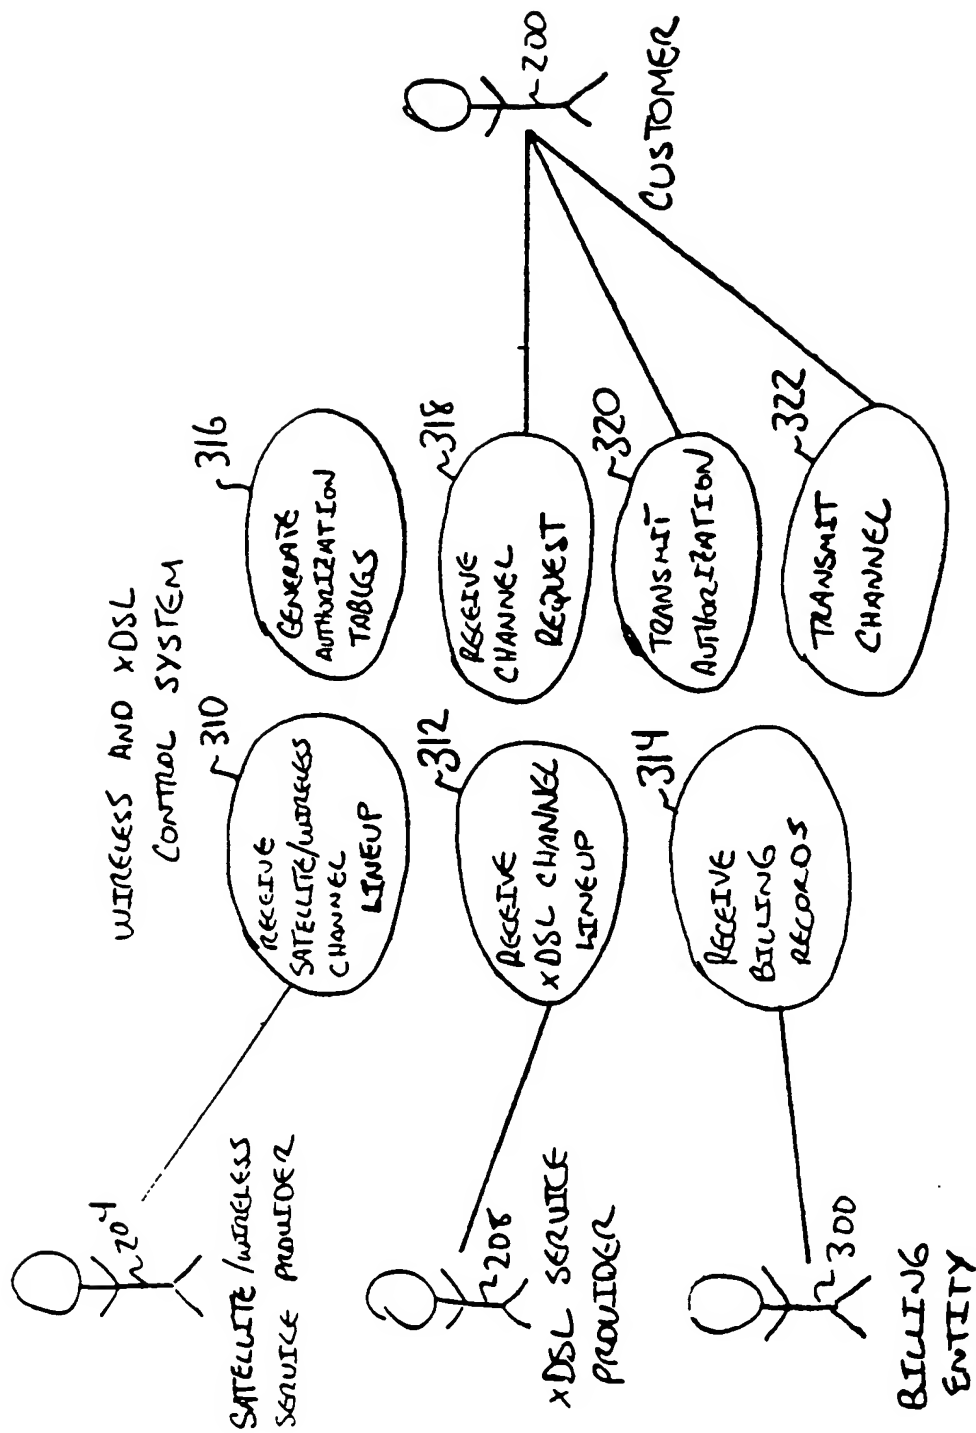 WIRELESS AND xDSL
CONTROL SYSTEM
204
SATELLITE/WIRELESS
SERVICE PROVIDER
310
RECEIVE
SATELLITE/WIRELESS
CHANNEL
LINEUP
316
GENERATE
AUTHORIZATION
TABLES
208
xDSL SERVICE
PROVIDER
312
RECEIVE
xDSL CHANNEL
LINEUP
318
RECEIVE
CHANNEL
REQUEST
200
CUSTOMER
320
TRANSMIT
AUTHORIZATION
300
BILLING
ENTITY
314
RECEIVE
BILLING
RECORDS
322
TRANSMIT
CHANNEL